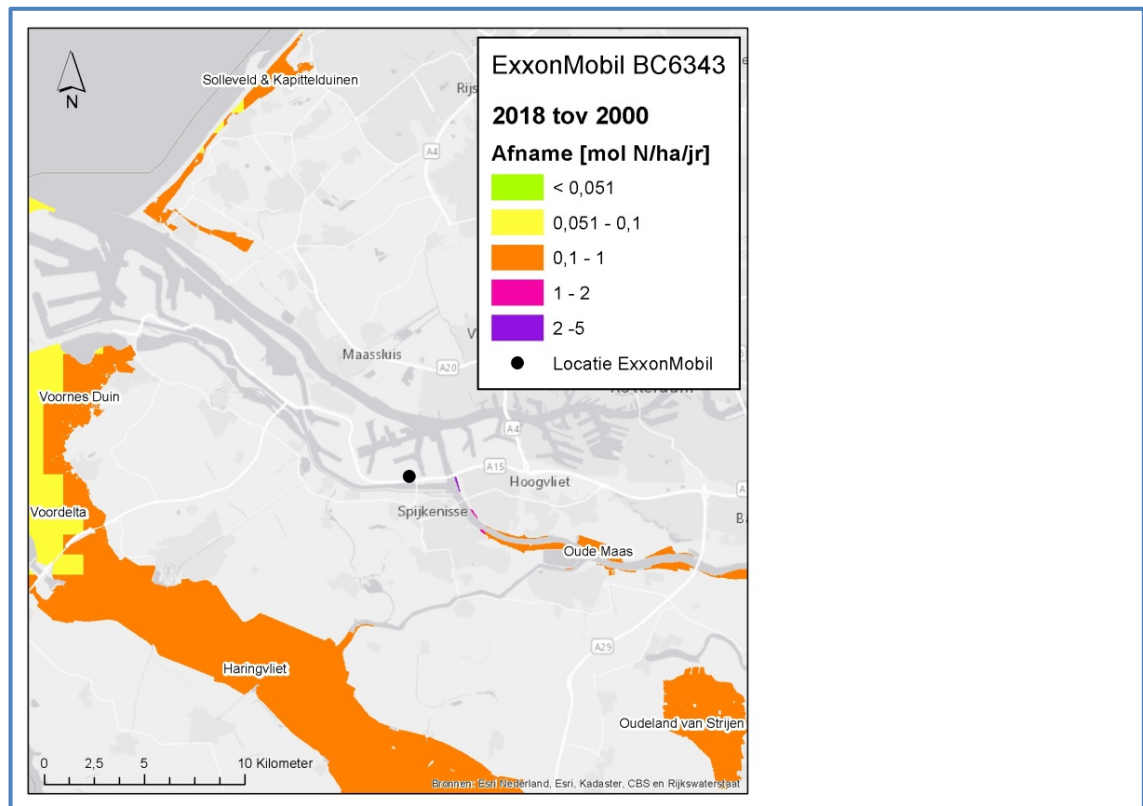 ExxonMobil BC6343
2018 tov 2000
Afname [mol N/ha/jr]
< 0,051
0,051 - 0,1
0,1 - 1
1 - 2
2 -5
Locatie ExxonMobil
N
Solleveld & Kapittelduinen
Rijs
A4
Maassluis
A20
Voornes Duin
A4
A15
Hoogvliet
Voordelta
Spijkenisse
Oude Maas
A29
Haringvliet
Oudeland van Strijen
0 2,5 5 10 Kilometer
Bronnen: Esri Nederland, Esri, Kadaster, CBS en Rijkswaterstaat